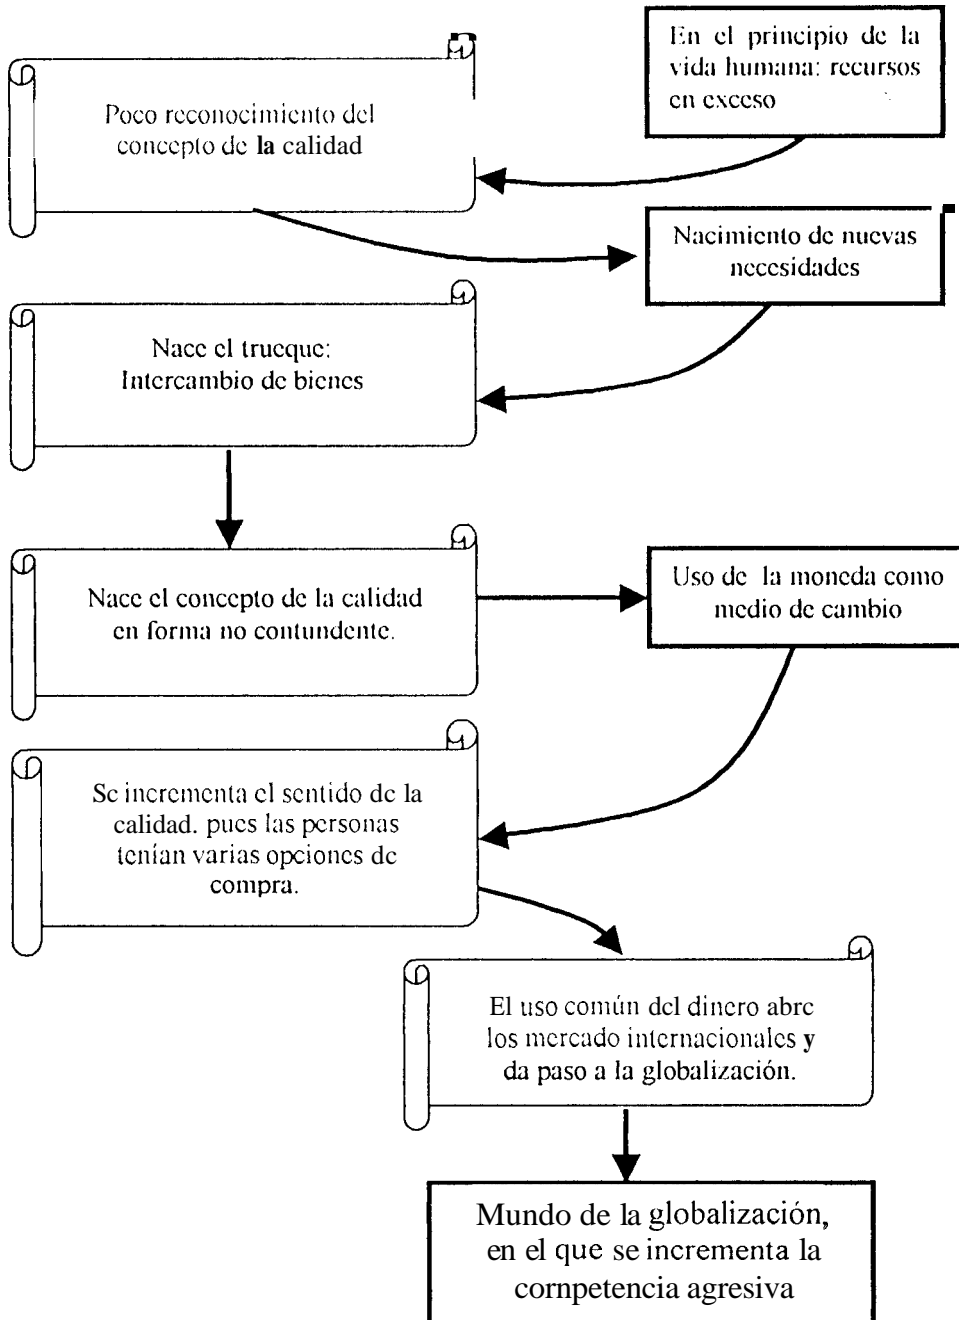 En el principio de la
vida humana: recursos
en exceso
Poco reconocimiento del
concepto de la calidad
Nacimiento de nuevas
necesidades
Nace el trueque:
Intercambio de bienes
Nace el concepto de la calidad
en forma no contundente.
Uso de la moneda como
medio de cambio
Se incrementa el sentido de la
calidad. pues las personas
tenían varias opciones de
compra.
El uso común del dinero abre
los mercado internacionales y
da paso a la globalización.
Mundo de la globalización,
en el que se incrementa la
cornpetencia agresiva